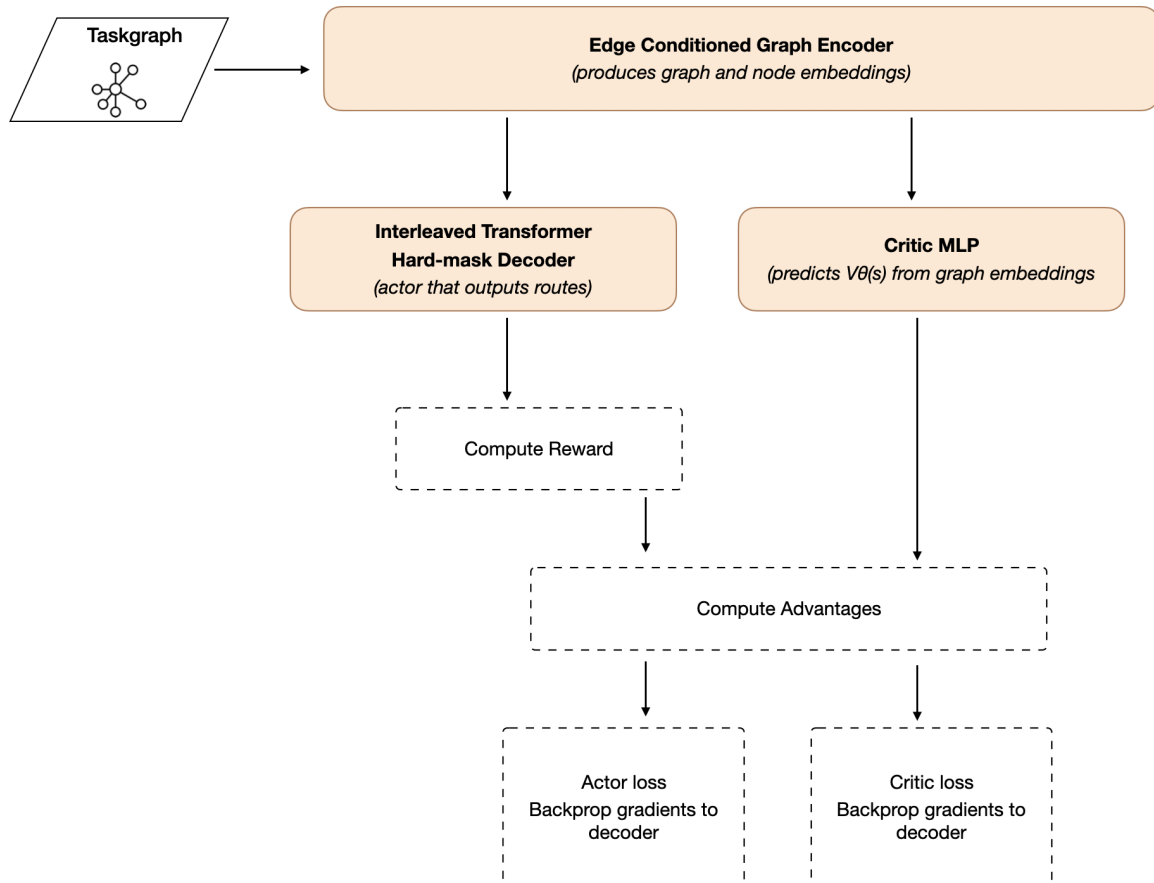 Taskgraph
Edge Conditioned Graph Encoder
(produces graph and node embeddings)
Interleaved Transformer
Hard-mask Decoder
(actor that outputs routes)
Critic MLP
(predicts Vθ(s) from graph embeddings
Compute Reward
Compute Advantages
Actor loss
Backprop gradients to
decoder
Critic loss
Backprop gradients to
decoder